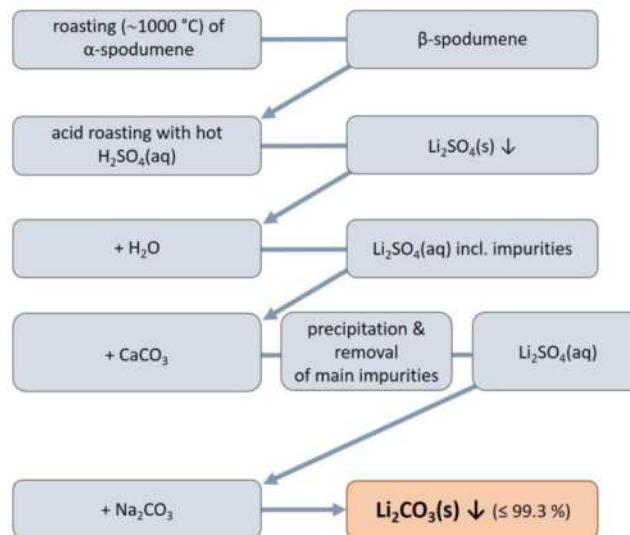 roasting (~1000 °C) of
α-spodumene
β-spodumene
acid roasting with hot
H₂SO₄(aq)
Li₂SO₄(s) ↓
+ H₂O
Li₂SO₄(aq) incl. impurities
+ CaCO₃
precipitation &
removal
of main impurities
Li₂SO₄(aq)
+ Na₂CO₃
Li₂CO₃(s) ↓ (≤ 99.3 %)